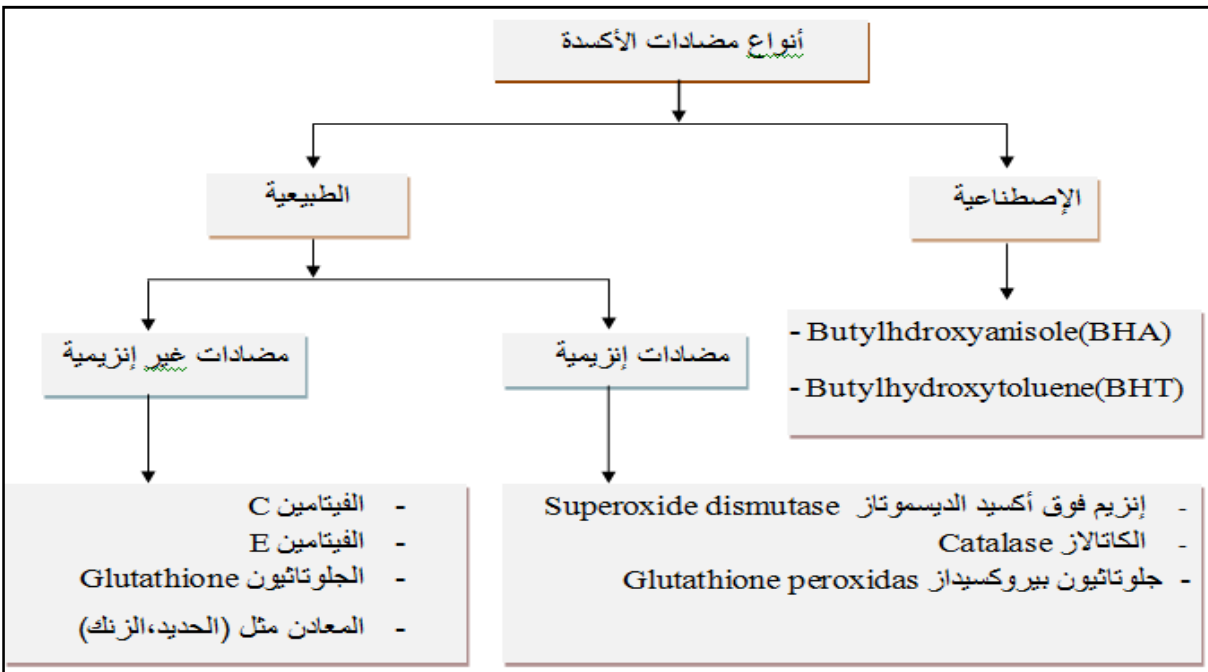 أنواع مضادات الأكسدة
الإصطناعية
الطبيعية
- Butylhdroxyanisole(BHA)
- Butylhydroxytoluene(BHT)
مضادات إنزيمية
مضادات غير إنزيمية
- إنزيم فوق أكسيد الديسموتاز Superoxide dismutase
- الكاتالاز Catalase
- جلوتاثيون بيروكسيداز Glutathione peroxidas
- الفيتامين C
- الفيتامين E
- الجلوتاثيون Glutathione
- المعادن مثل (الحديد،الزنك)